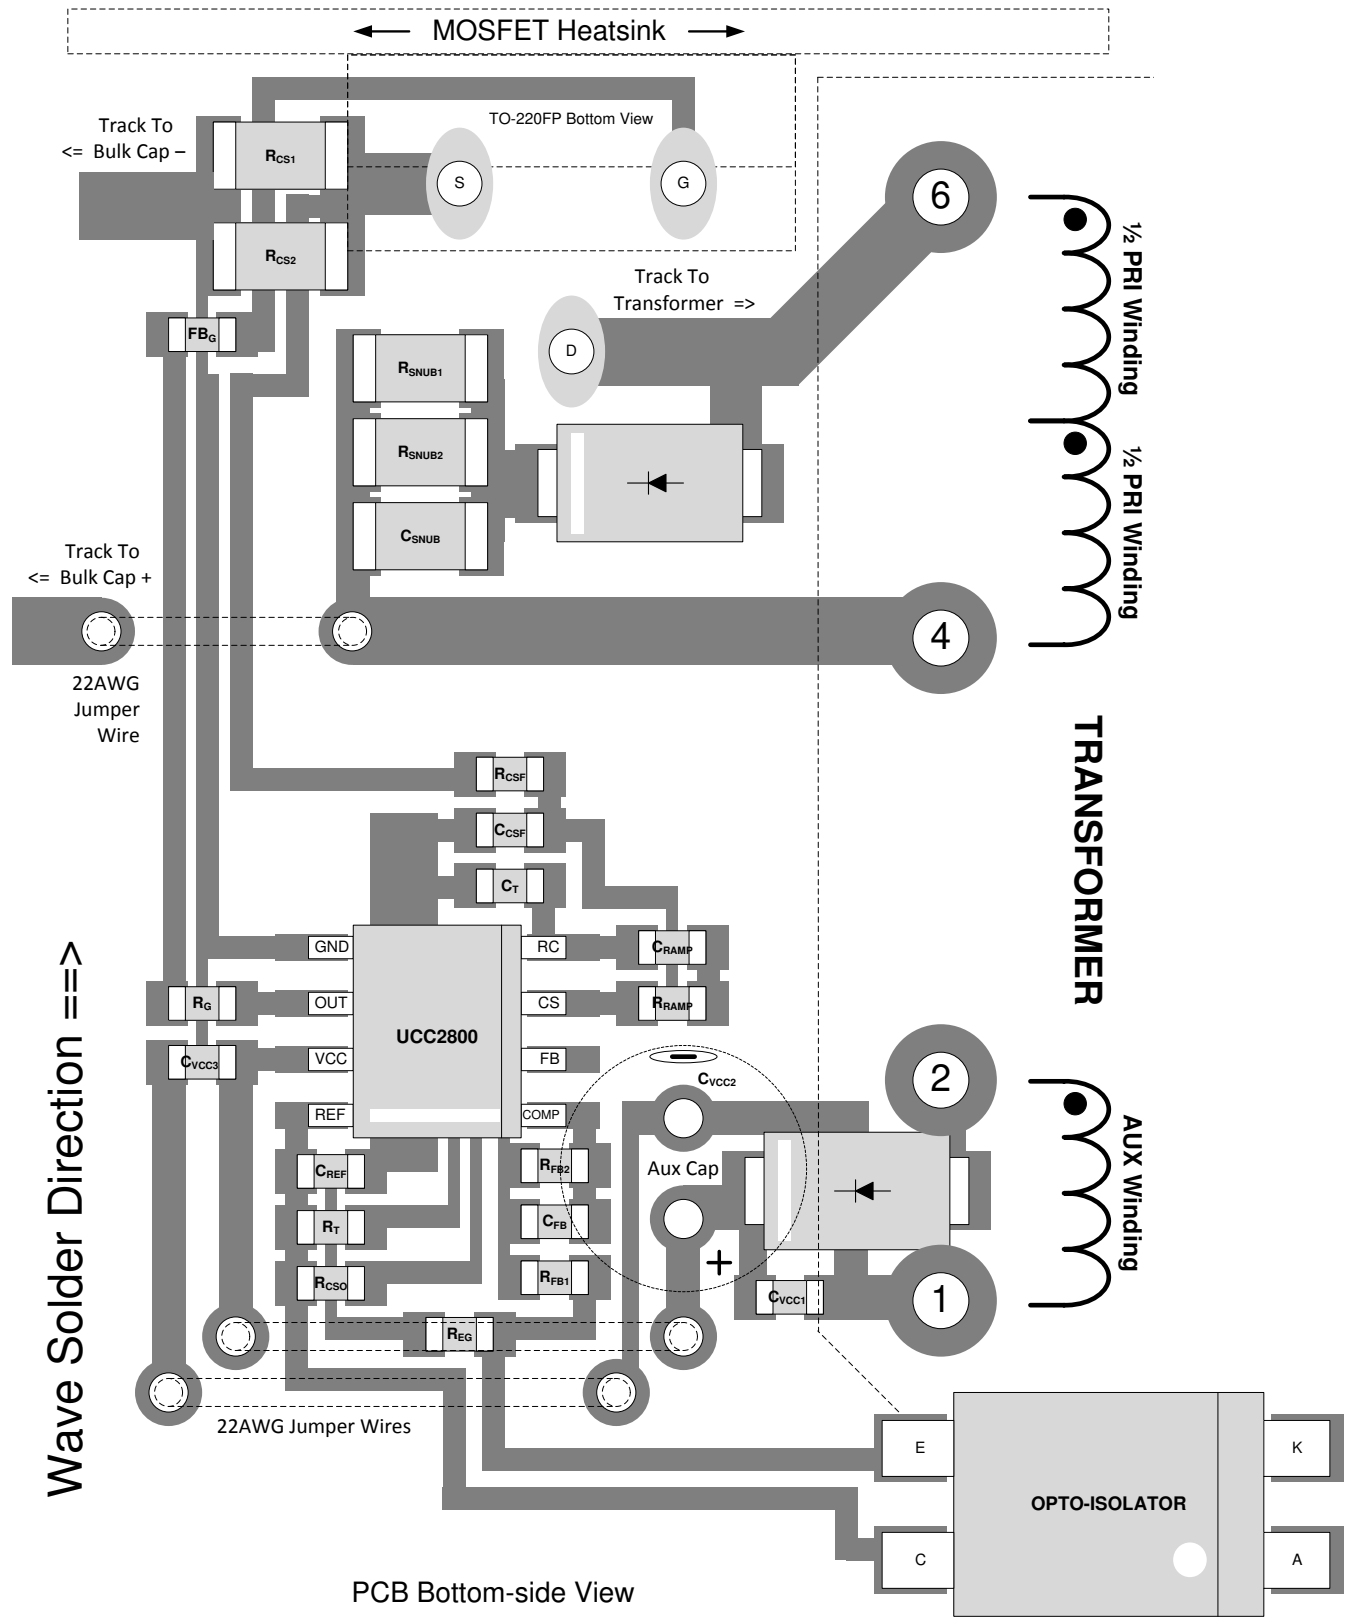 MOSFET Heatsink
TO-220FP Bottom View
Track To
<= Bulk Cap –
RCS1
S
G
6
RCS2
½ PRI Winding
Track To
Transformer =>
FBG
D
RSNUB1
RSNUB2
½ PRI Winding
CSNUB
Track To
<= Bulk Cap +
4
22AWG
Jumper
Wire
TRANSFORMER
RCSF
CCSF
CT
GND
RC
CRAMP
RG
OUT
CS
RRAMP
UCC2800
CVCC3
VCC
FB
–
CVCC2
2
REF
COMP
AUX Winding
CREF
RFB2
Aux Cap
RT
CFB
+
RCSO
RFB1
CVCC1
1
REG
22AWG Jumper Wires
Wave Solder Direction ==>
E
K
OPTO-ISOLATOR
C
A
PCB Bottom-side View